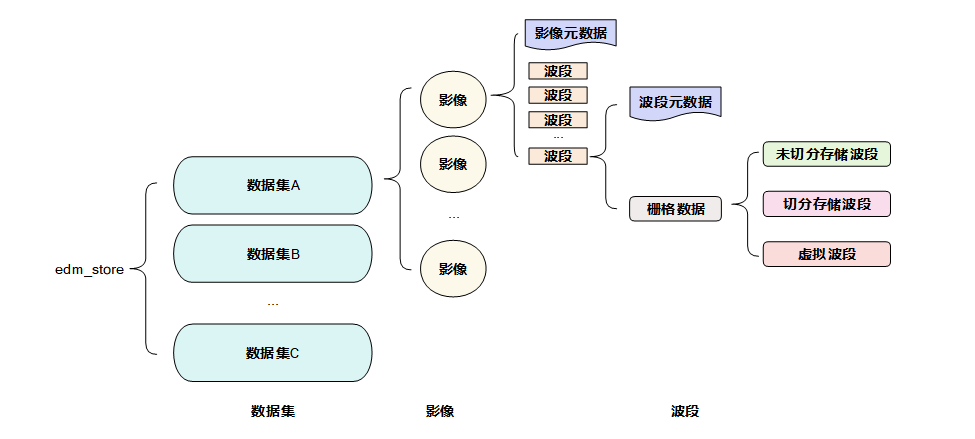 影像元数据
波段
波段
波段
...
波段
影像
影像
...
影像
波段元数据
栅格数据
未切分存储波段
切分存储波段
虚拟波段
edm_store
数据集A
数据集B
...
数据集C
数据集
影像
波段